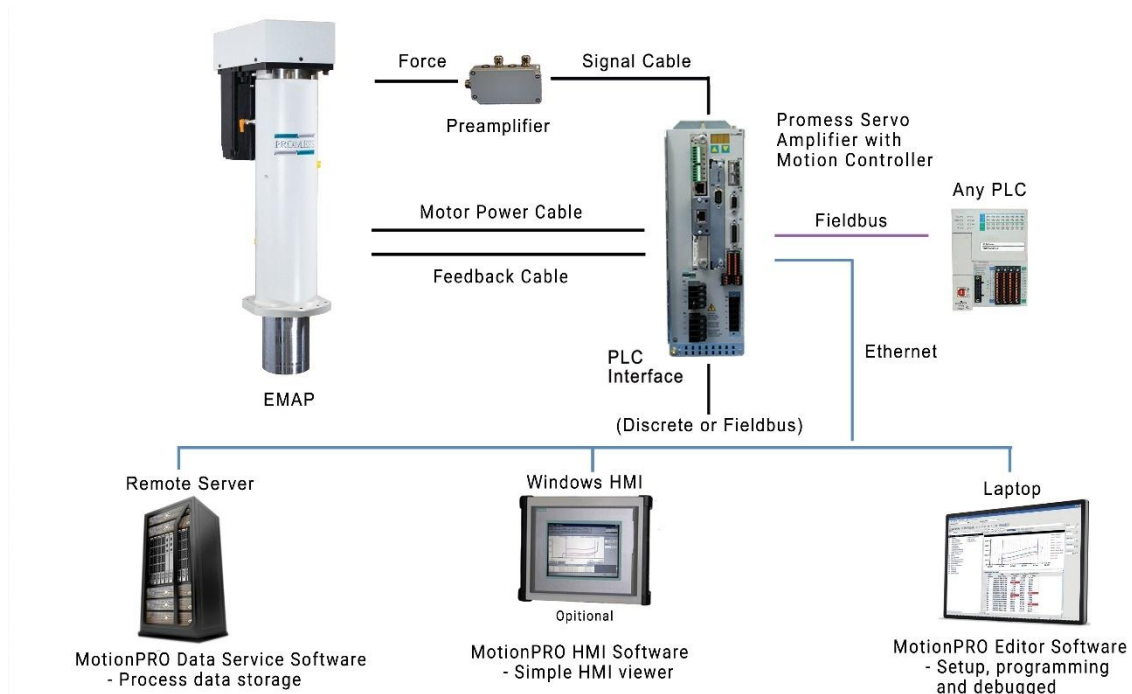 Force
Signal Cable
Preamplifier
PROMESS
Promess Servo
Amplifier with
Motion Controller
Any PLC
Motor Power Cable
Fieldbus
Feedback Cable
Ethernet
PLC
Interface
EMAP
(Discrete or Fieldbus)
Remote Server
Windows HMI
Laptop
Opitional
MotionPRO Data Service Software
- Process data storage
MotionPRO HMI Software
- Simple HMI viewer
MotionPRO Editor Software
- Setup, programming
and debugged